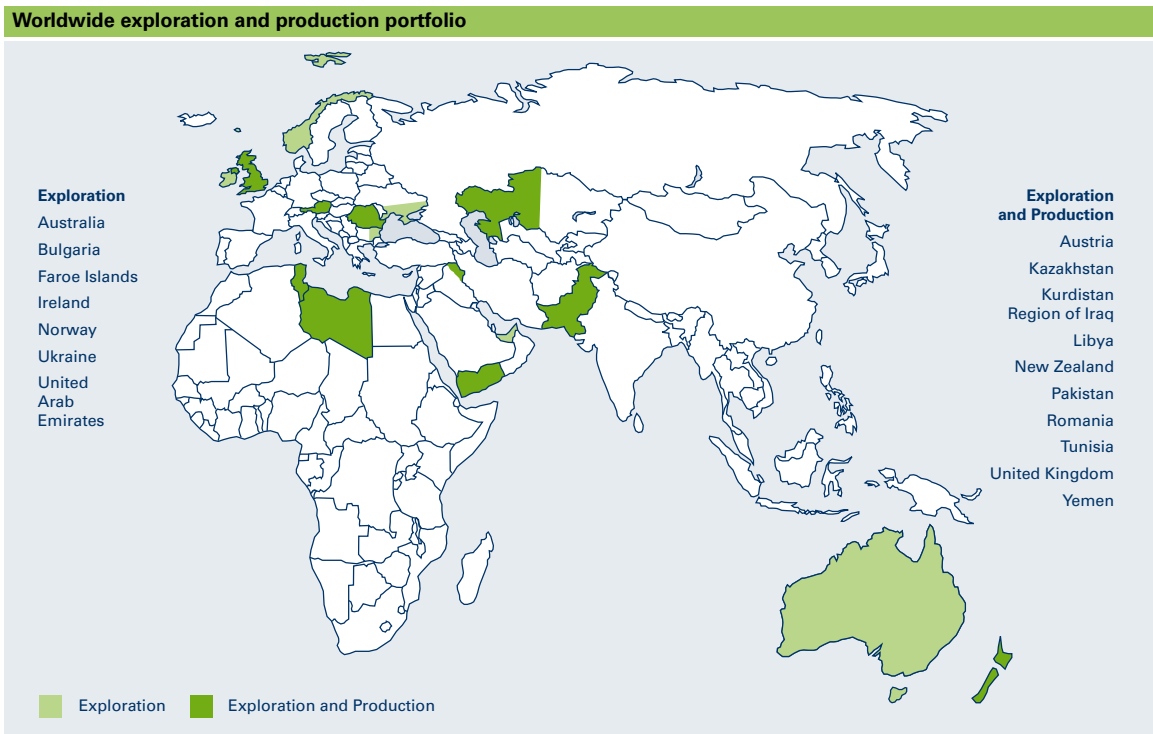 Worldwide exploration and production portfolio
Exploration
Australia
Bulgaria
Faroe Islands
Ireland
Norway
Ukraine
United
Arab
Emirates
Exploration
and Production
Austria
Kazakhstan
Kurdistan
Region of Iraq
Libya
New Zealand
Pakistan
Romania
Tunisia
United Kingdom
Yemen
Exploration
Exploration and Production